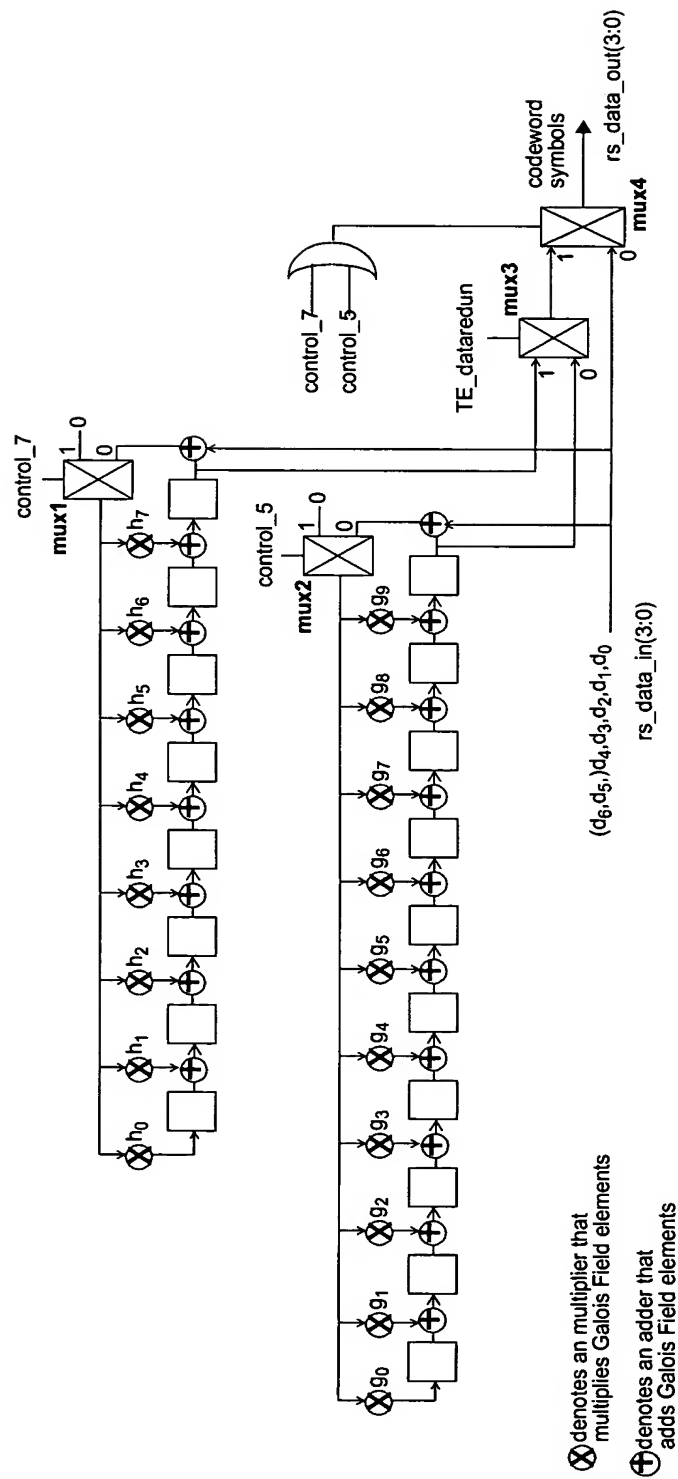 control_7
1
0
0
mux1
h0
h1
h2
h3
h4
h5
h6
h7
control_5
1
0
0
mux2
g0
g1
g2
g3
g4
g5
g6
g7
g8
g9
control_7
control_5
TE_dataredun
mux3
1
0
1
0
mux4
codeword
symbols
rs_data_out(3:0)
(d6,d5,)d4,d3,d2,d1,d0
rs_data_in(3:0)
denotes an multiplier that
multiplies Galois Field elements
denotes an adder that
adds Galois Field elements